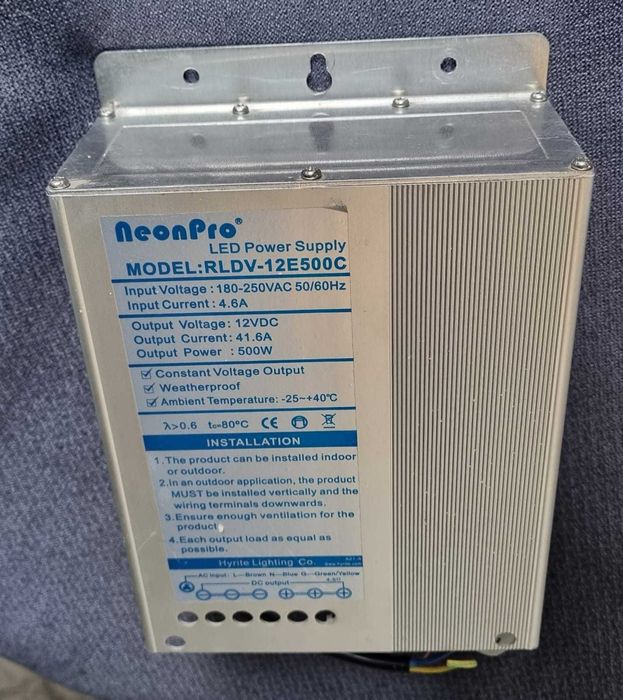 NeonPro®
LED Power Supply
MODEL:RLDV-12E500C
Input Voltage : 180-250VAC 50/60Hz
Input Current : 4.6A
Output Voltage: 12VDC
Output Current: 41.6A
Output Power : 500W
Constant Voltage Output
Weatherproof
Ambient Temperature: -25~+40℃
λ>0.6 tc=80°C CE
INSTALLATION
1.The product can be installed indoor
or outdoor.
2.In an outdoor application, the product
MUST be installed vertically and the
wiring terminals downwards.
3.Ensure enough ventilation for the
product
4.Each output load as equal as
possible.
Hyrite Lighting Co.
www.hyrite.com
AC input: L—Brown N—Blue G—Green/Yellow
DC output